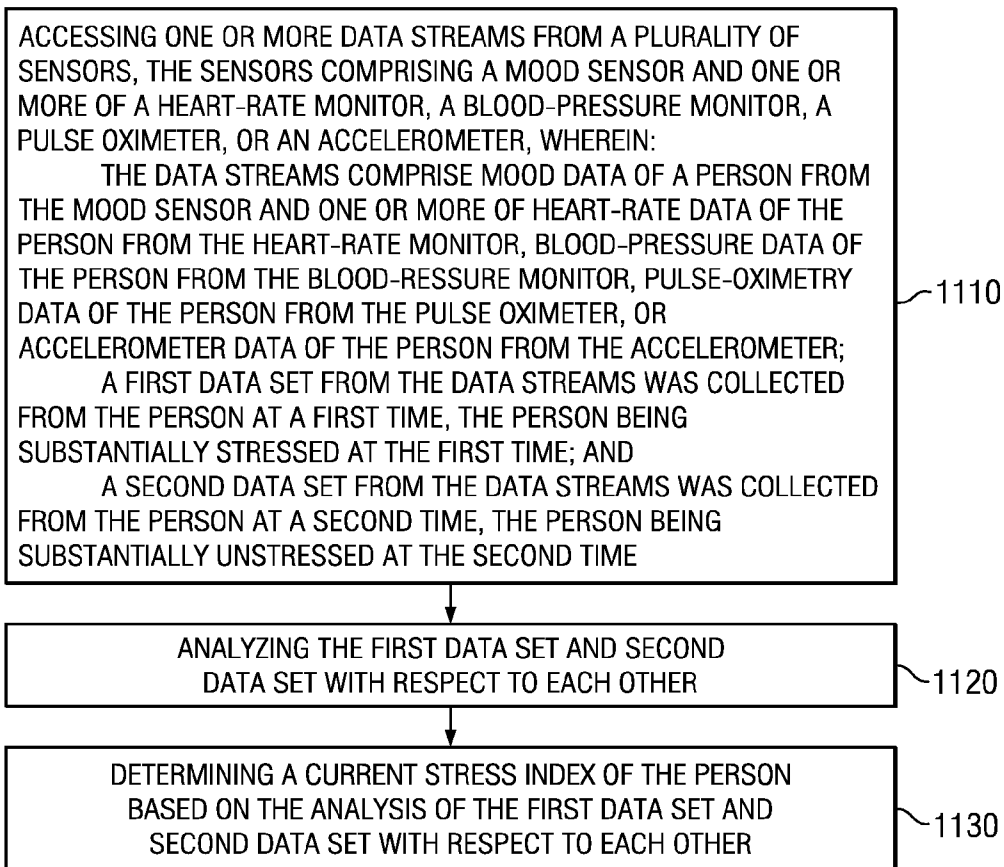 ACCESSING ONE OR MORE DATA STREAMS FROM A PLURALITY OF
SENSORS, THE SENSORS COMPRISING A MOOD SENSOR AND ONE OR
MORE OF A HEART-RATE MONITOR, A BLOOD-PRESSURE MONITOR, A
PULSE OXIMETER, OR AN ACCELEROMETER, WHEREIN:
THE DATA STREAMS COMPRISE MOOD DATA OF A PERSON FROM
THE MOOD SENSOR AND ONE OR MORE OF HEART-RATE DATA OF THE
PERSON FROM THE HEART-RATE MONITOR, BLOOD-PRESSURE DATA OF
THE PERSON FROM THE BLOOD-RESSURE MONITOR, PULSE-OXIMETRY
DATA OF THE PERSON FROM THE PULSE OXIMETER, OR
ACCELEROMETER DATA OF THE PERSON FROM THE ACCELEROMETER;
A FIRST DATA SET FROM THE DATA STREAMS WAS COLLECTED
FROM THE PERSON AT A FIRST TIME, THE PERSON BEING
SUBSTANTIALLY STRESSED AT THE FIRST TIME; AND
A SECOND DATA SET FROM THE DATA STREAMS WAS COLLECTED
FROM THE PERSON AT A SECOND TIME, THE PERSON BEING
SUBSTANTIALLY UNSTRESSED AT THE SECOND TIME
1110
ANALYZING THE FIRST DATA SET AND SECOND
DATA SET WITH RESPECT TO EACH OTHER
1120
DETERMINING A CURRENT STRESS INDEX OF THE PERSON
BASED ON THE ANALYSIS OF THE FIRST DATA SET AND
SECOND DATA SET WITH RESPECT TO EACH OTHER
1130